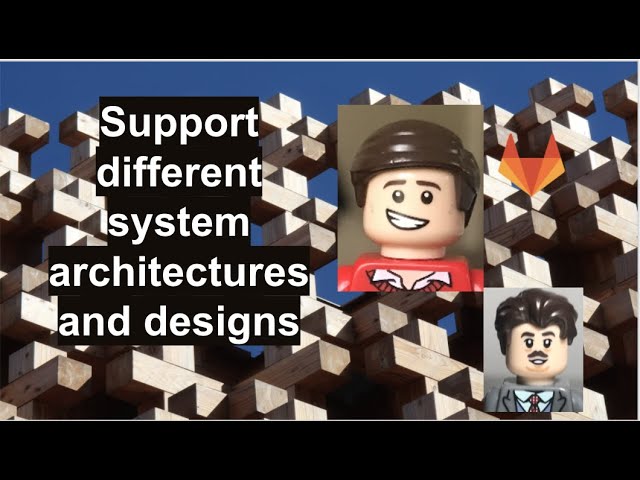 Support
different
system
architectures
and designs